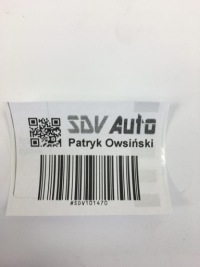 SDV Auto
Patryk Owsiński
#SDV101470